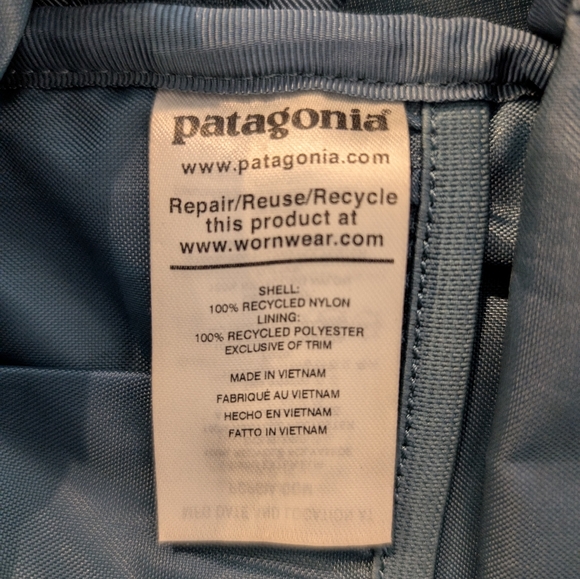 patagonia®
www.patagonia.com
Repair/Reuse/Recycle
this product at
www.wornwear.com
SHELL:
100% RECYCLED NYLON
LINING:
100% RECYCLED POLYESTER
EXCLUSIVE OF TRIM
MADE IN VIETNAM
FABRIQUÉ AU VIETNAM
HECHO EN VIETNAM
FATTO IN VIETNAM